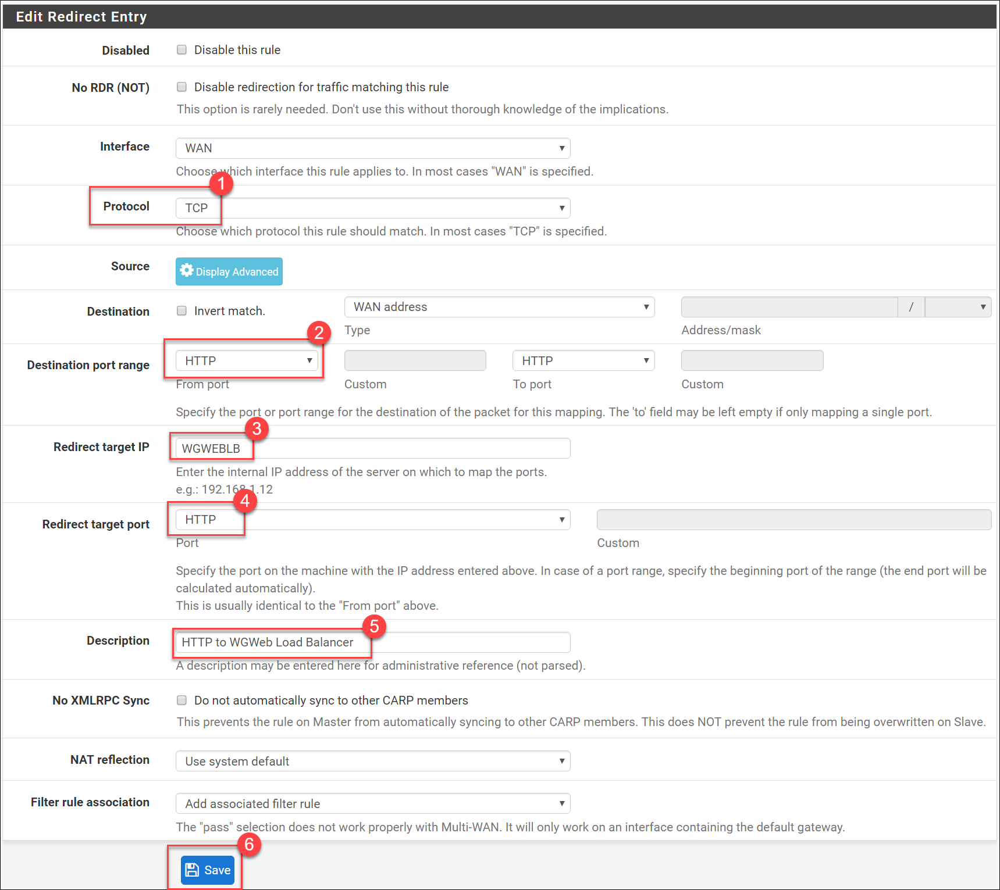 Edit Redirect Entry
Disabled
Disable this rule
No RDR (NOT)
Disable redirection for traffic matching this rule
This option is rarely needed. Don't use this without thorough knowledge of the implications.
Interface
WAN
Choose which interface this rule applies to. In most cases "WAN" is specified.
1
Protocol
TCP
Choose which protocol this rule should match. In most cases "TCP" is specified.
Source
Display Advanced
Destination
Invert match.
WAN address
/
Type
Address/mask
2
Destination port range
HTTP
HTTP
From port
Custom
To port
Custom
Specify the port or port range for the destination of the packet for this mapping. The 'to' field may be left empty if only mapping a single port.
3
Redirect target IP
WGWEBLB
Enter the internal IP address of the server on which to map the ports.
e.g.: 192.168.1.12
4
Redirect target port
HTTP
Port
Custom
Specify the port on the machine with the IP address entered above. In case of a port range, specify the beginning port of the range (the end port will be
calculated automatically).
This is usually identical to the "From port" above.
5
Description
HTTP to WGWeb Load Balancer
A description may be entered here for administrative reference (not parsed).
No XMLRPC Sync
Do not automatically sync to other CARP members
This prevents the rule on Master from automatically syncing to other CARP members. This does NOT prevent the rule from being overwritten on Slave.
NAT reflection
Use system default
Filter rule association
Add associated filter rule
The "pass" selection does not work properly with Multi-WAN. It will only work on an interface containing the default gateway.
6
Save